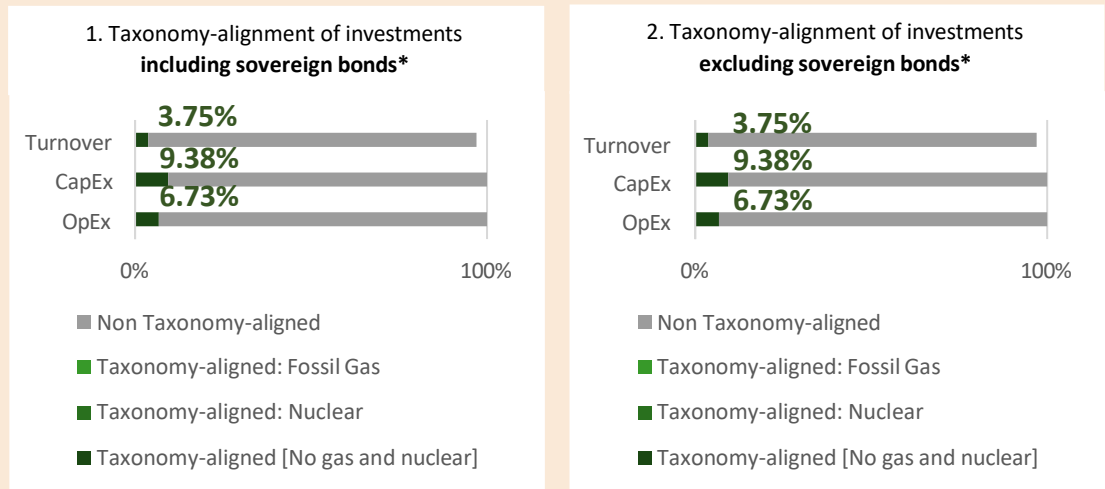 1. Taxonomy-alignment of investments
including sovereign bonds*
3.75%
Turnover
9.38%
CapEx
6.73%
OpEx
0%
100%
Non Taxonomy-aligned
Taxonomy-aligned: Fossil Gas
Taxonomy-aligned: Nuclear
Taxonomy-aligned [No gas and nuclear]
2. Taxonomy-alignment of investments
excluding sovereign bonds*
3.75%
Turnover
9.38%
CapEx
6.73%
OpEx
0%
100%
Non Taxonomy-aligned
Taxonomy-aligned: Fossil Gas
Taxonomy-aligned: Nuclear
Taxonomy-aligned [No gas and nuclear]